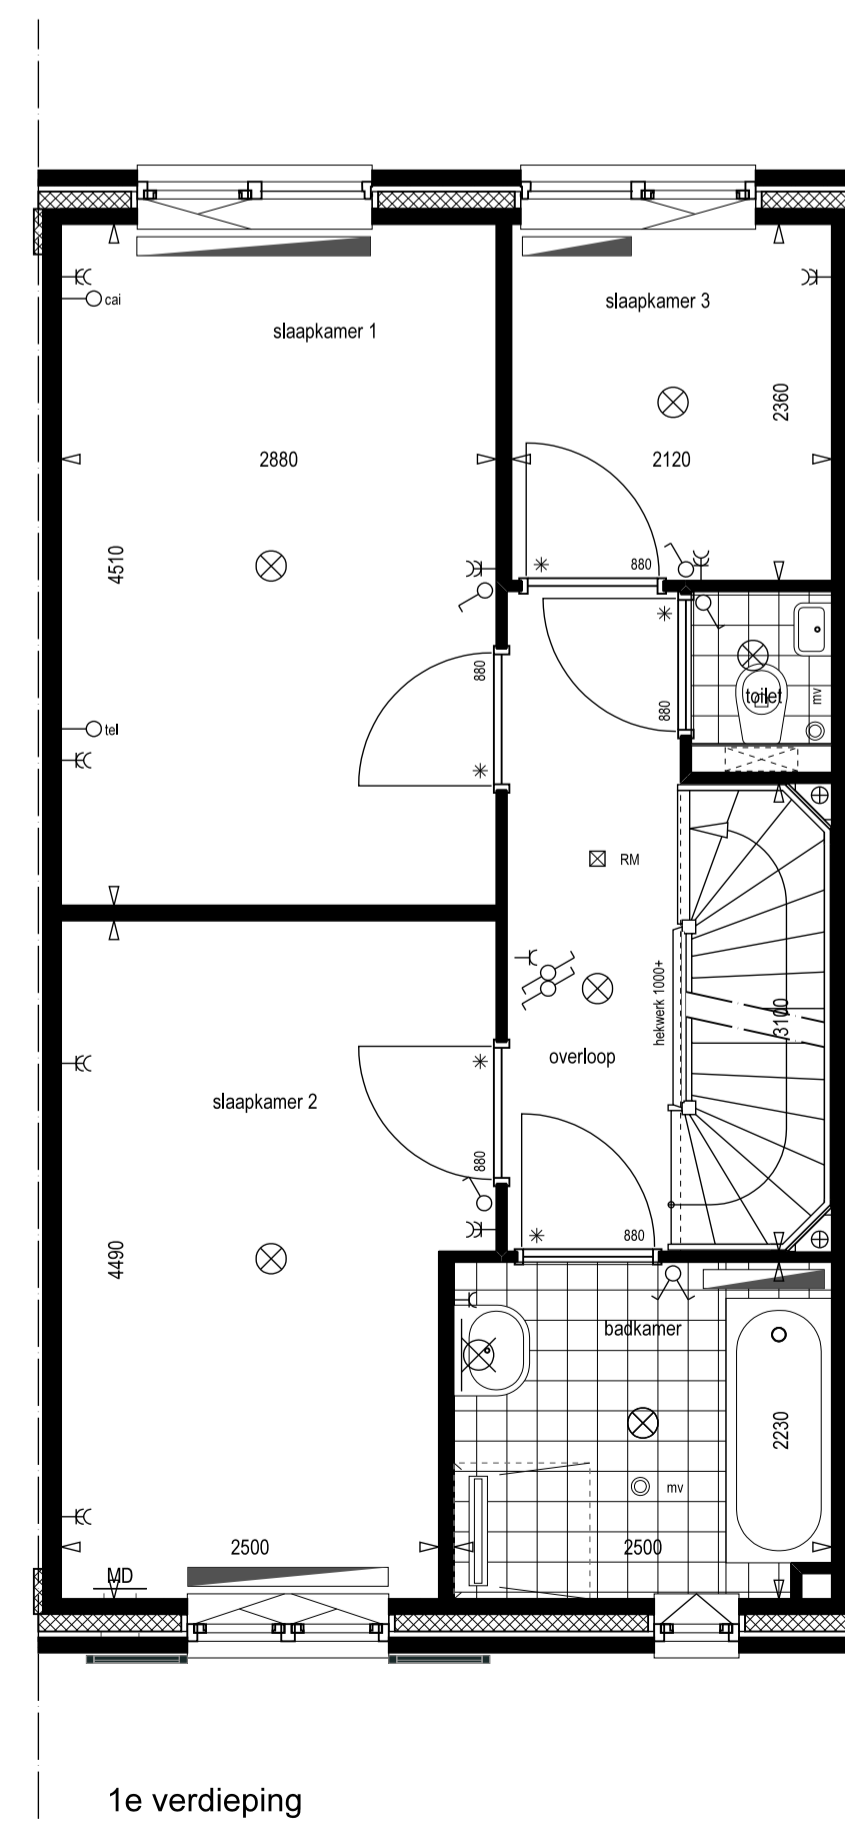 cai
slaapkamer 1
slaapkamer 3
2360
2880
2120
4510
880
880
880
tel
toilet
mv
880
RM
hekwerk 1000+
3100
overloop
slaapkamer 2
880
880
4490
badkamer
2230
mv
2500
2500
MD
1e verdieping